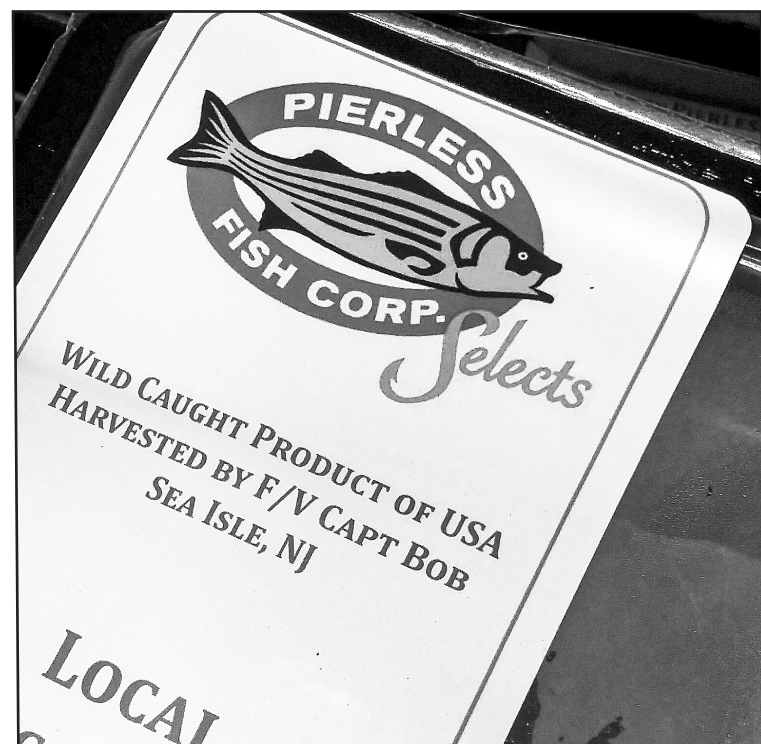 PIERLESS
FISH CORP.
Selects
WILD CAUGHT PRODUCT OF USA
HARVESTED BY F/V CAPT BOB
SEA ISLE, NJ
LOCAL